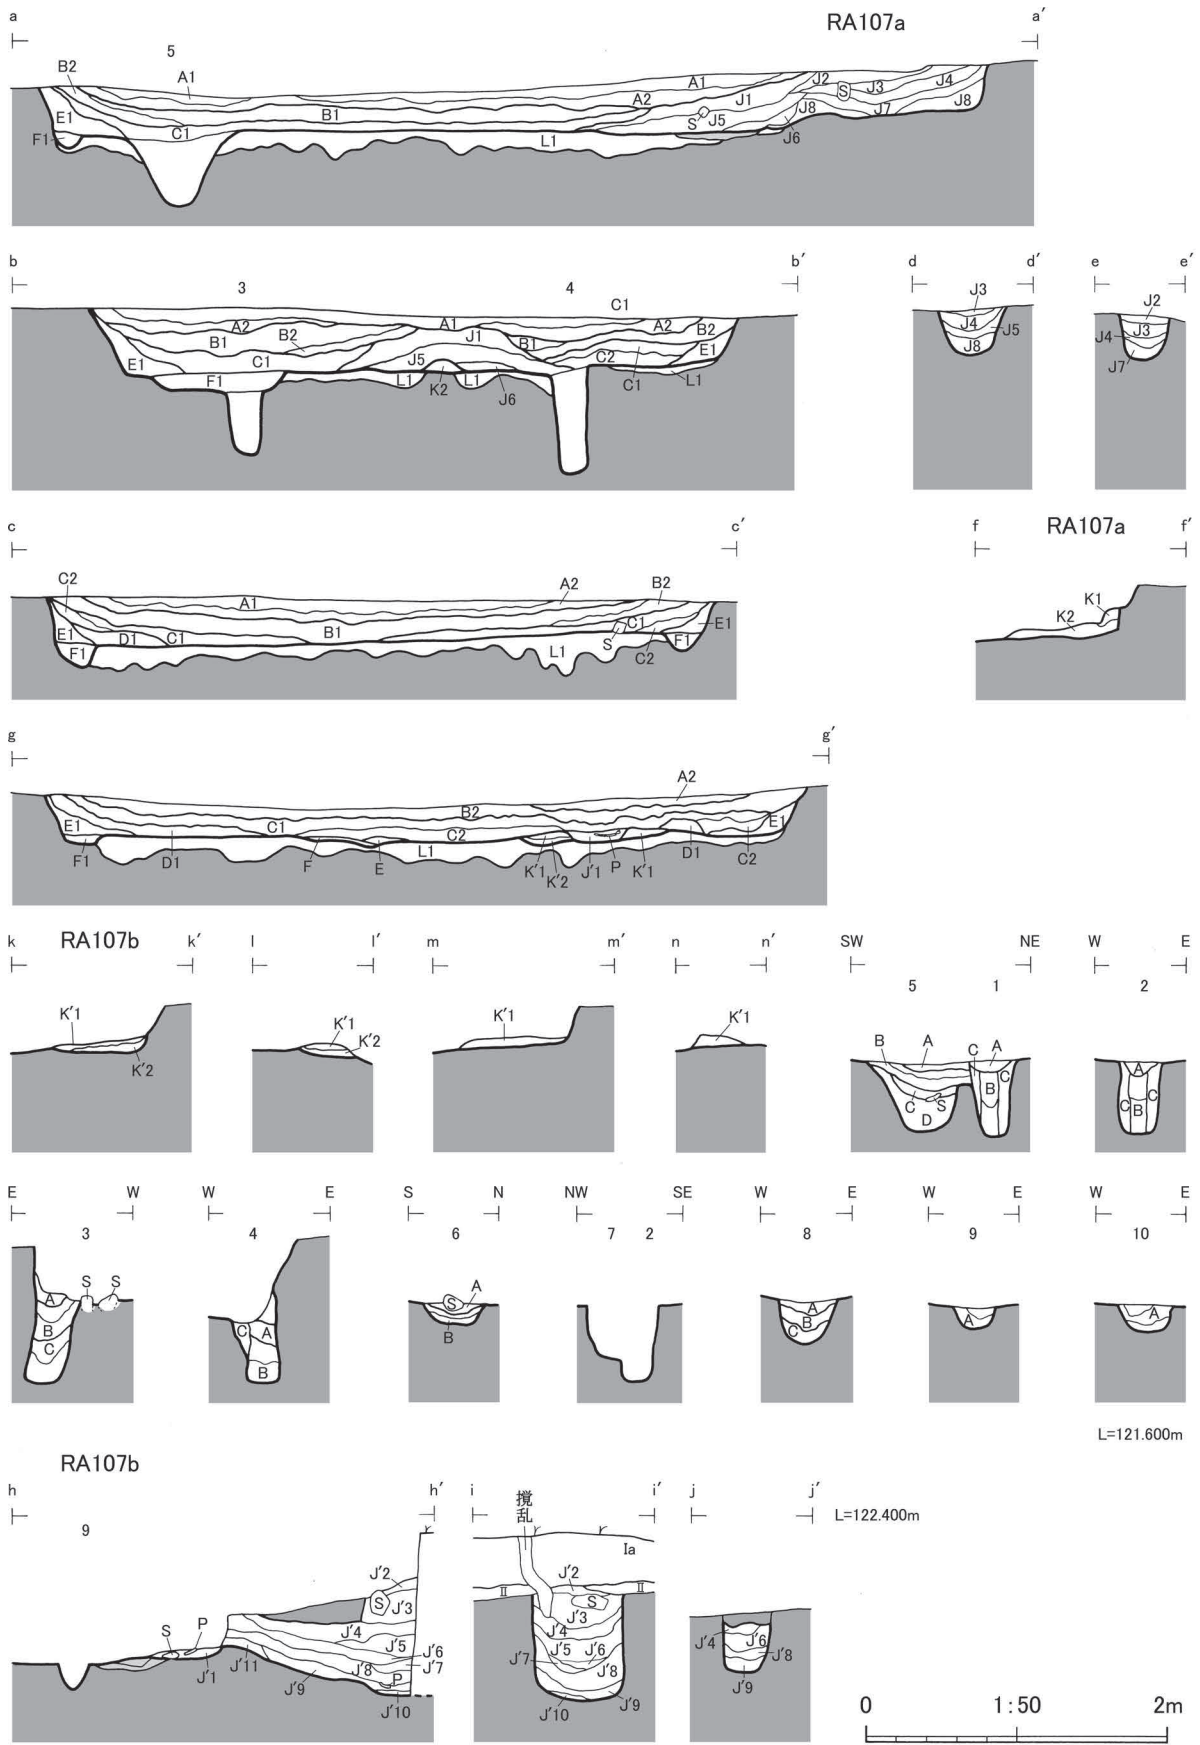 a RA107a a′
5
B2 A1 A1 J2 J3 J4
S
A2 J1
E1 B1 J8 J7 J8
S J5
F1 C1 L1 J6
b b′ d d′ e e′
3 4
C1 J3 J2
A2 A1 A2 B2 J4 J5 J4 J3
B1 B2 J1 B1 E1 J8 J7
E1 C1 J5 C2
F1 L1 K2 L1 J6 C1 L1
c c′ f RA107a f′
C2 A1 A2 B2 K1
E1 D1 C1 B1 C1 E1 K2
F1 L1 S C2 F1
g g′
A2
B2
E1 C1 C2 E1
F1 D1 F E L1 K′1 K′2 J′1 P K′1 D1 C2
RA107b
k k′ l l′ m m′ n n′ SW NE W E
5 1 2
K′1 K′1 K′1 K′1 B A C A A
K′2 K′2 C S B C C B C
D
E W W E S N NW SE W E W E W E
3 4 6 7 2 8 9 10
S S A
A C A S A A A
B B B
C B C
L=121.600m
RA107b
h h′ i 撹乱 i′ j j′ L=122.400m
9
r r r
Ia
J′2 J′2
II II
S J′3 S
J′3
S P J′4 J′4 J′4 J′6
J′5 J′5 J′6 J′8
J′6
J′7 J′7
J′1 J′11 J′8 J′8
J′9 P J′9 J′9
J′10 J′10
0 1:50 2m